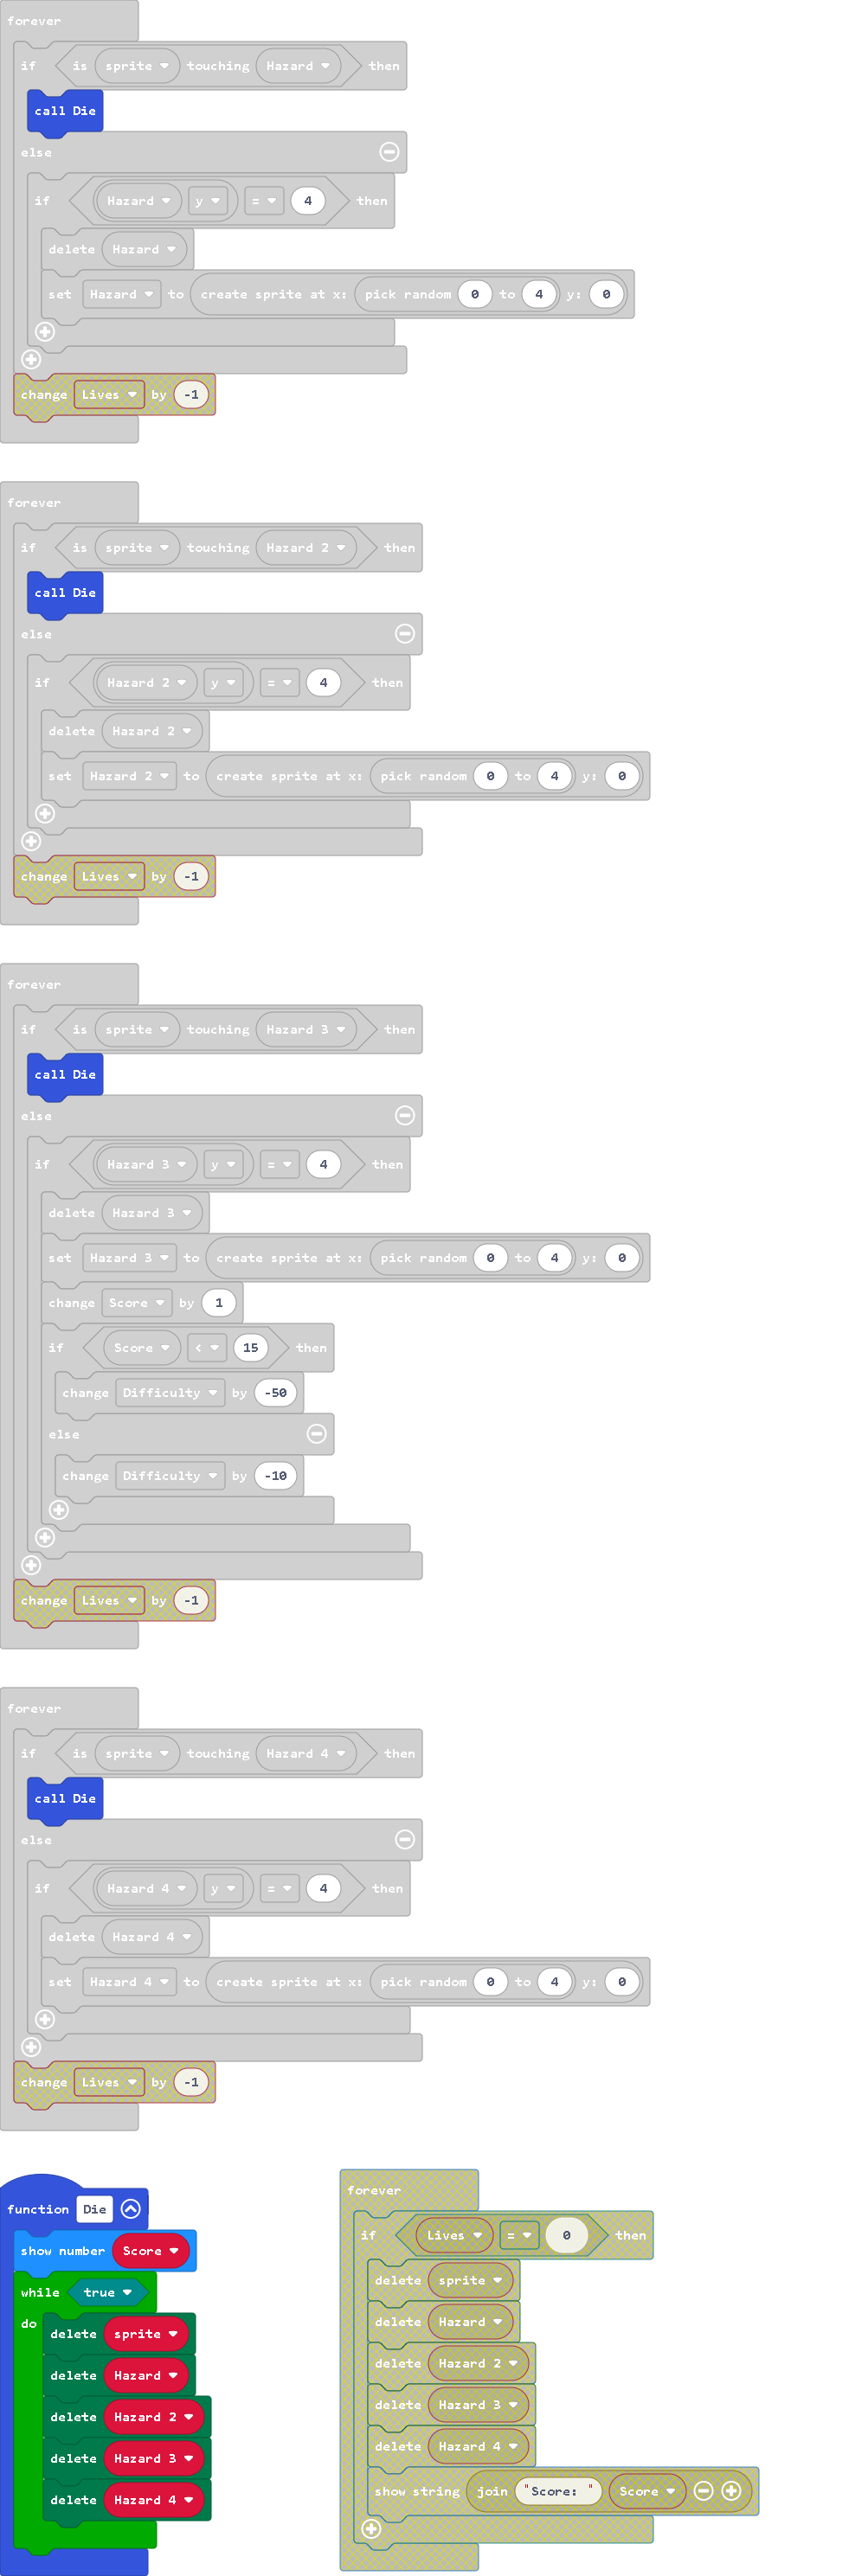 forever
if is sprite touching Hazard then
call Die
else
if Hazard y = 4 then
delete Hazard
set Hazard to create sprite at x: pick random 0 to 4 y: 0
change Lives by -1
forever
if is sprite touching Hazard 2 then
call Die
else
if Hazard 2 y = 4 then
delete Hazard 2
set Hazard 2 to create sprite at x: pick random 0 to 4 y: 0
change Lives by -1
forever
if is sprite touching Hazard 3 then
call Die
else
if Hazard 3 y = 4 then
delete Hazard 3
set Hazard 3 to create sprite at x: pick random 0 to 4 y: 0
change Score by 1
if Score < 15 then
change Difficulty by -50
else
change Difficulty by -10
change Lives by -1
forever
if is sprite touching Hazard 4 then
call Die
else
if Hazard 4 y = 4 then
delete Hazard 4
set Hazard 4 to create sprite at x: pick random 0 to 4 y: 0
change Lives by -1
function Die
show number Score
while true
do delete sprite
delete Hazard
delete Hazard 2
delete Hazard 3
delete Hazard 4
forever
if Lives = 0 then
delete sprite
delete Hazard
delete Hazard 2
delete Hazard 3
delete Hazard 4
show string join "Score: " Score